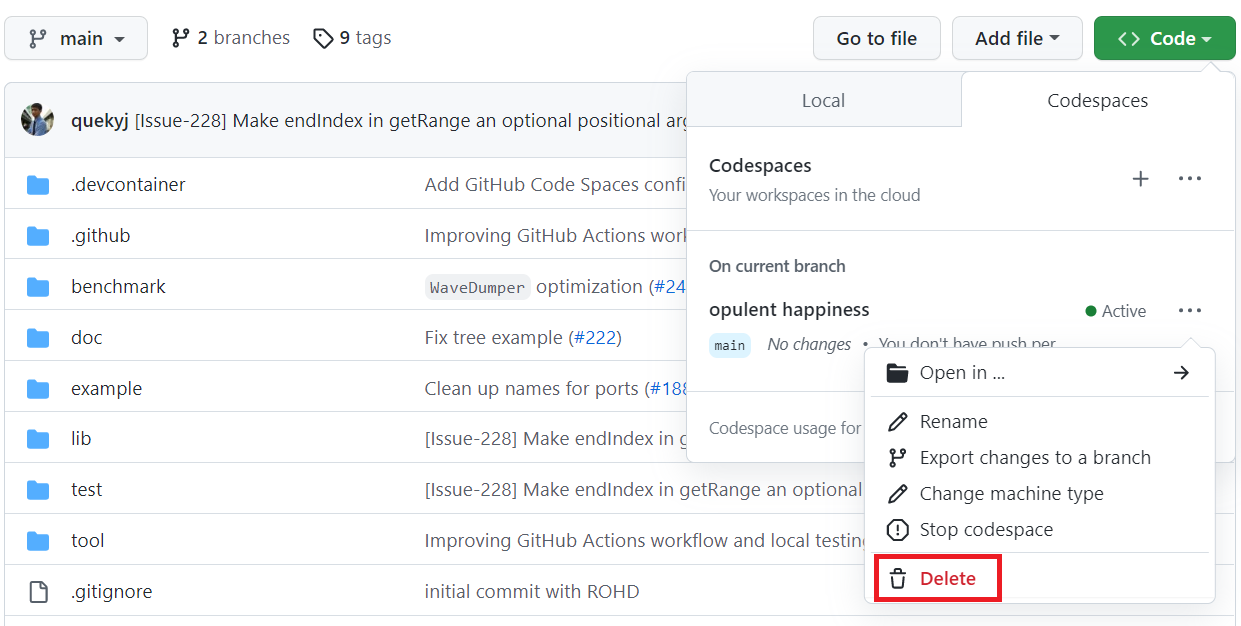 main
2 branches
9 tags
Go to file
Add file
<> Code
Local
Codespaces
quekyj [Issue-228] Make endIndex in getRange an optional positional
Codespaces
Your workspaces in the cloud
.devcontainer
Add GitHub Code Spaces
.github
Improving GitHub Actions
benchmark
WaveDumper optimization (#24
On current branch
opulent happiness
Active
doc
Fix tree example (#222)
main
No changes • You don't have push
Open in ...
example
Clean up names for ports (#188
Rename
Codespace usage for
lib
[Issue-228] Make endIndex in
Export changes to a branch
test
[Issue-228] Make endIndex in getRange an optional
Change machine type
Stop codespace
tool
Improving GitHub Actions workflow and local
Delete
.gitignore
initial commit with ROHD